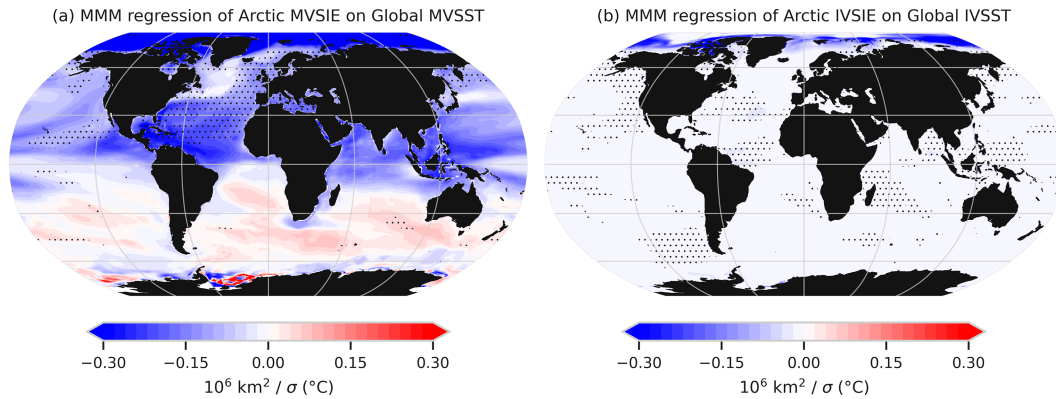 (a) MMM regression of Arctic MVSIE on Global MVSST
(b) MMM regression of Arctic IVSIE on Global IVSST
−0.30 −0.15 0.00 0.15 0.30
−0.30 −0.15 0.00 0.15 0.30
10⁶ km² / σ (°C)
10⁶ km² / σ (°C)